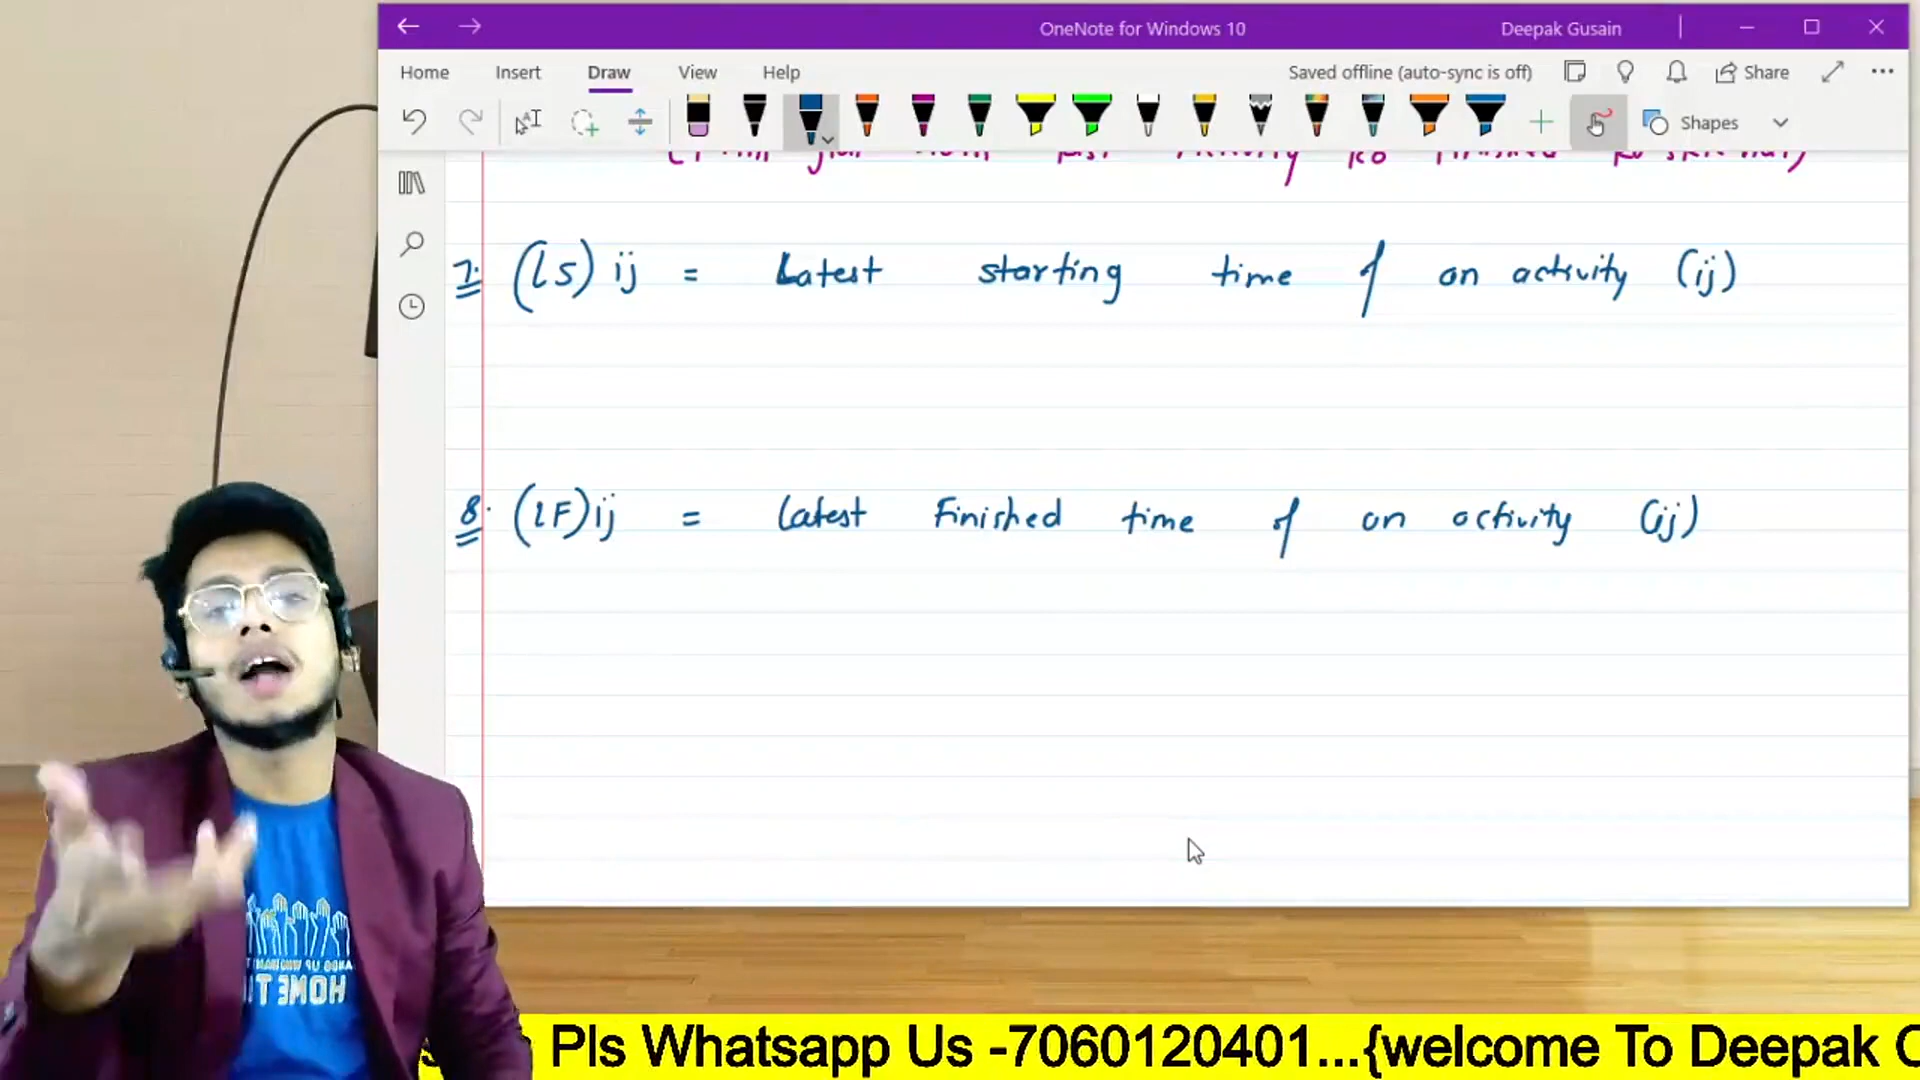 OneNote for Windows 10
Deepak Gusain
Home Insert Draw View Help
Saved offline (auto-sync is off)
Share
Shapes
7. (LS) ij = Latest starting time of an activity (ij)
8. (LF) ij = Latest Finished time of an activity (ij)
HOME
Pls Whatsapp Us -7060120401...{welcome To Deepak